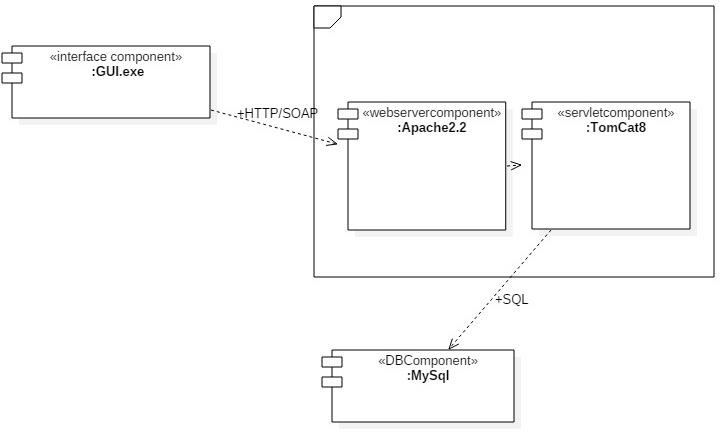 «interface component»
:GUI.exe
+HTTP/SOAP
«webservercomponent»
:Apache2.2
«servletcomponent»
:TomCat8
+SQL
«DBComponent»
:MySql